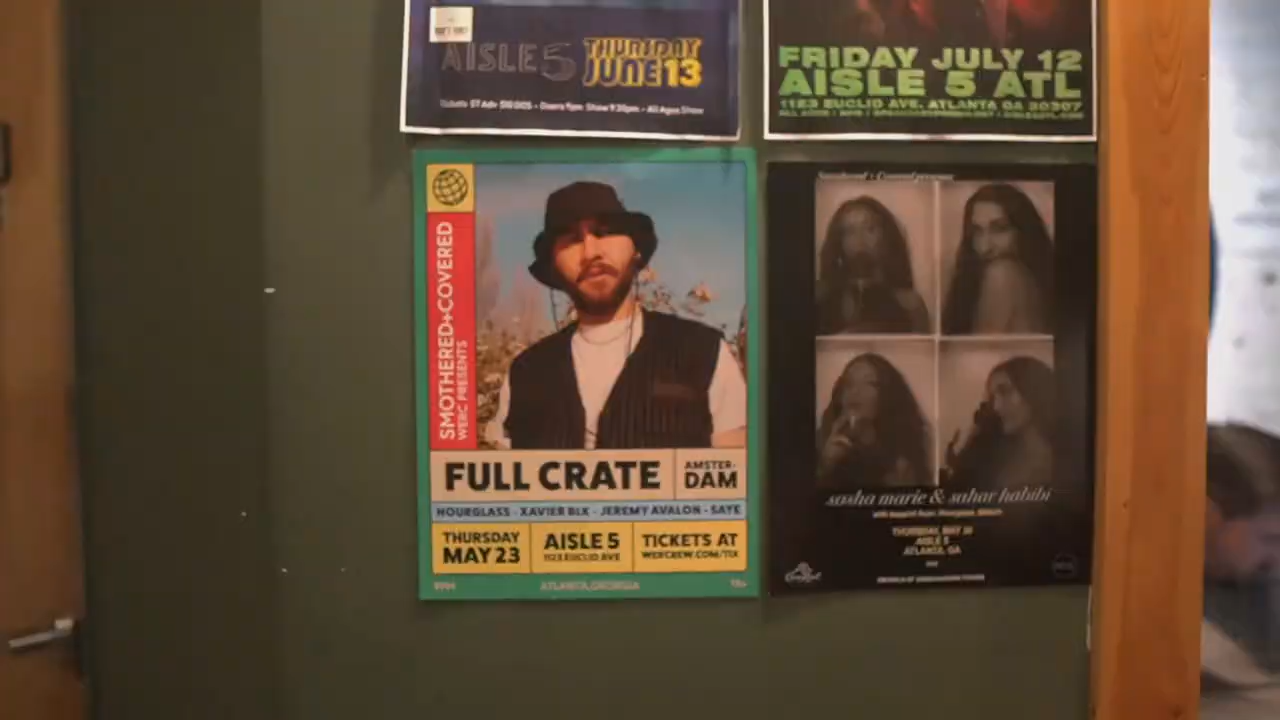 AISLE 5
THURSDAY
JUNE 13
FRIDAY JULY 12
AISLE 5 ATL
1123 EUCLID AVE. ATLANTA GA 30307
SMOTHERED+COVERED
WERC PRESENTS
FULL CRATE
AMSTER-
DAM
HOURGLASS - XAVIER BLK - JEREMY AVALON - SAYE
THURSDAY
MAY 23
AISLE 5
1123 EUCLID AVE
TICKETS AT
WERCREW.COM/TIX
ATLANTA, GEORGIA
sasha marie & sahar habibi
AISLE 5
ATLANTA, GA